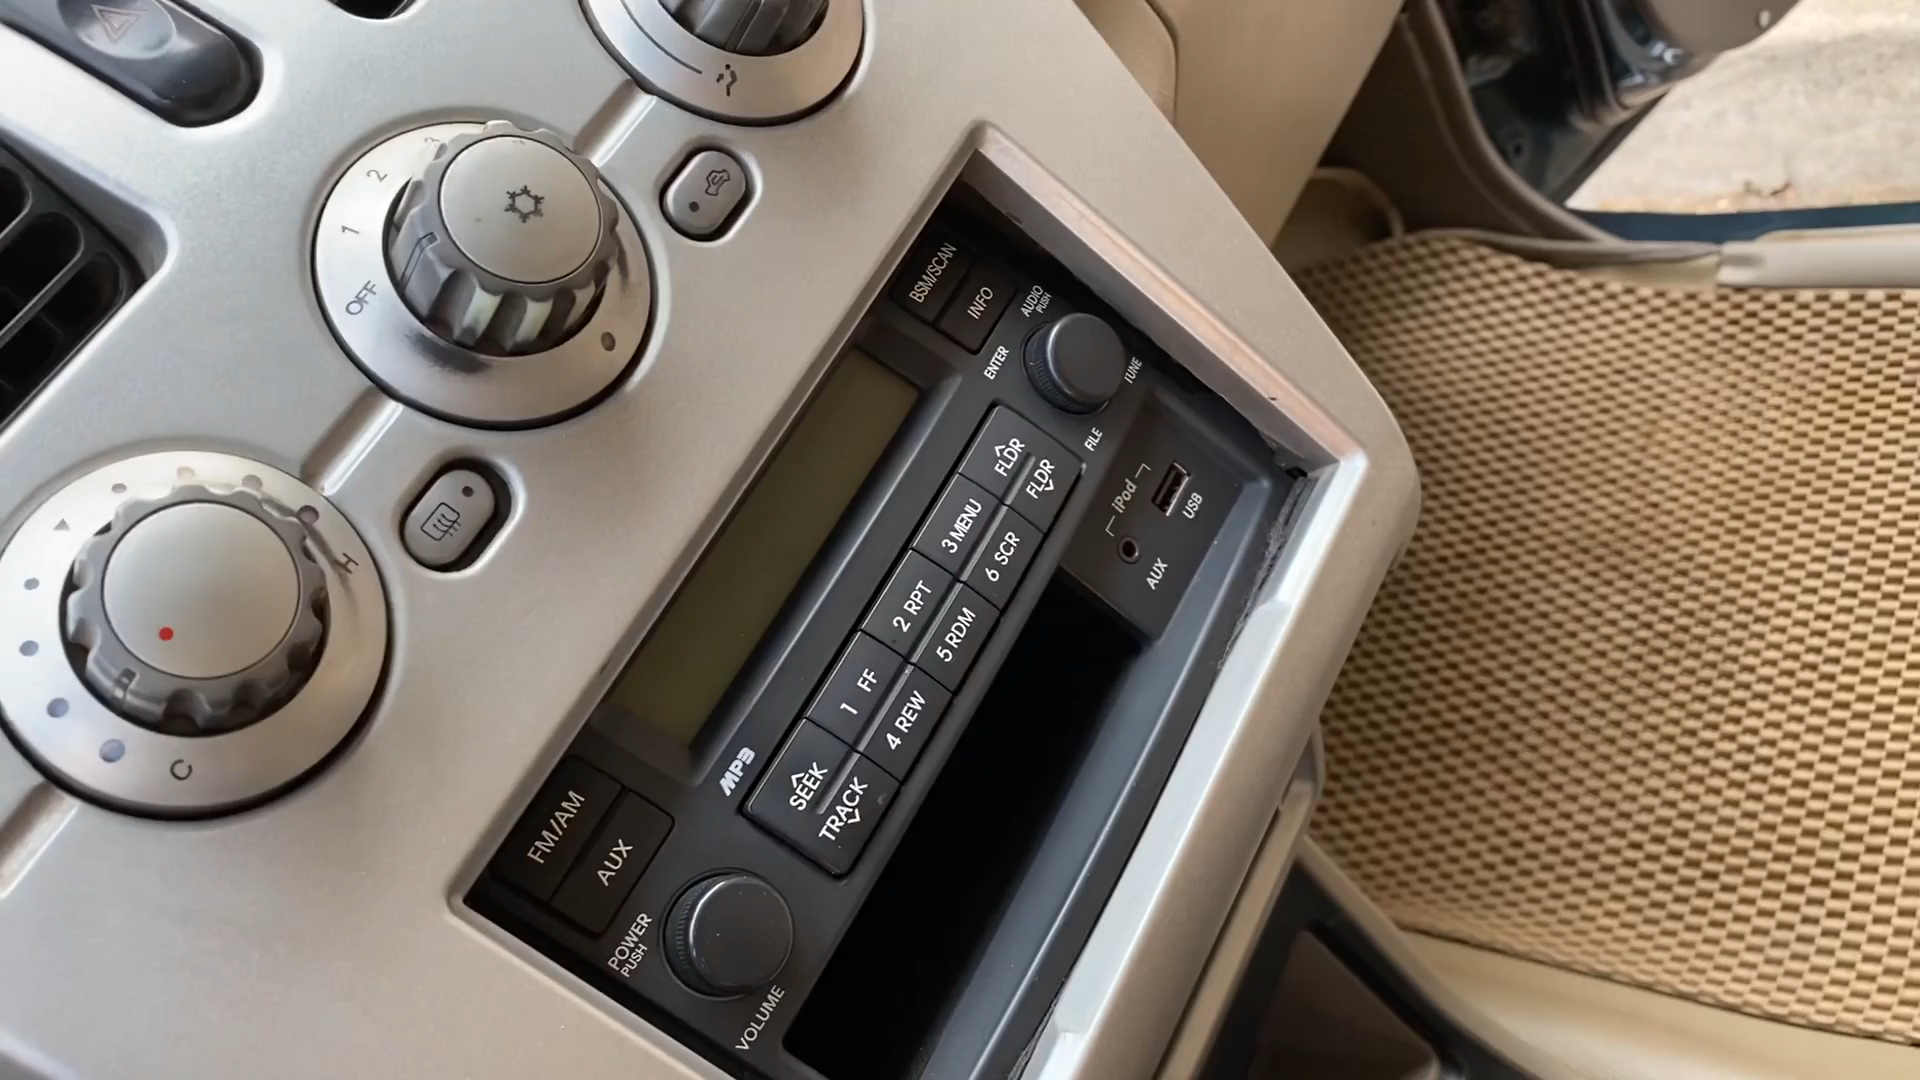 3
2
1
OFF
H
C
BSM/SCAN
INFO
AUDIO
PUSH
ENTER
TUNE
FILE
FLDR
FLDR
3 MENU
6 SCR
2 RPT
5 RDM
1 FF
4 REW
SEEK
TRACK
MP3
iPod
USB
AUX
FM/AM
AUX
POWER
PUSH
VOLUME